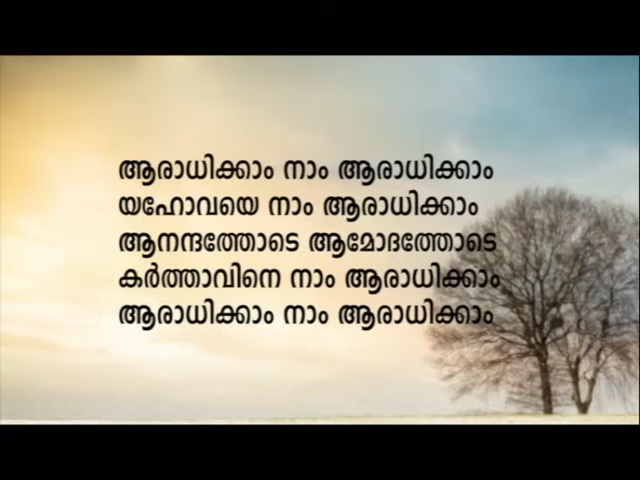 ആരാധിക്കാം നാം ആരാധിക്കാം
യഹോവയെ നാം ആരാധിക്കാം
ആനന്ദത്തോടെ ആമോദത്തോടെ
കർത്താവിനെ നാം ആരാധിക്കാം
ആരാധിക്കാം നാം ആരാധിക്കാം